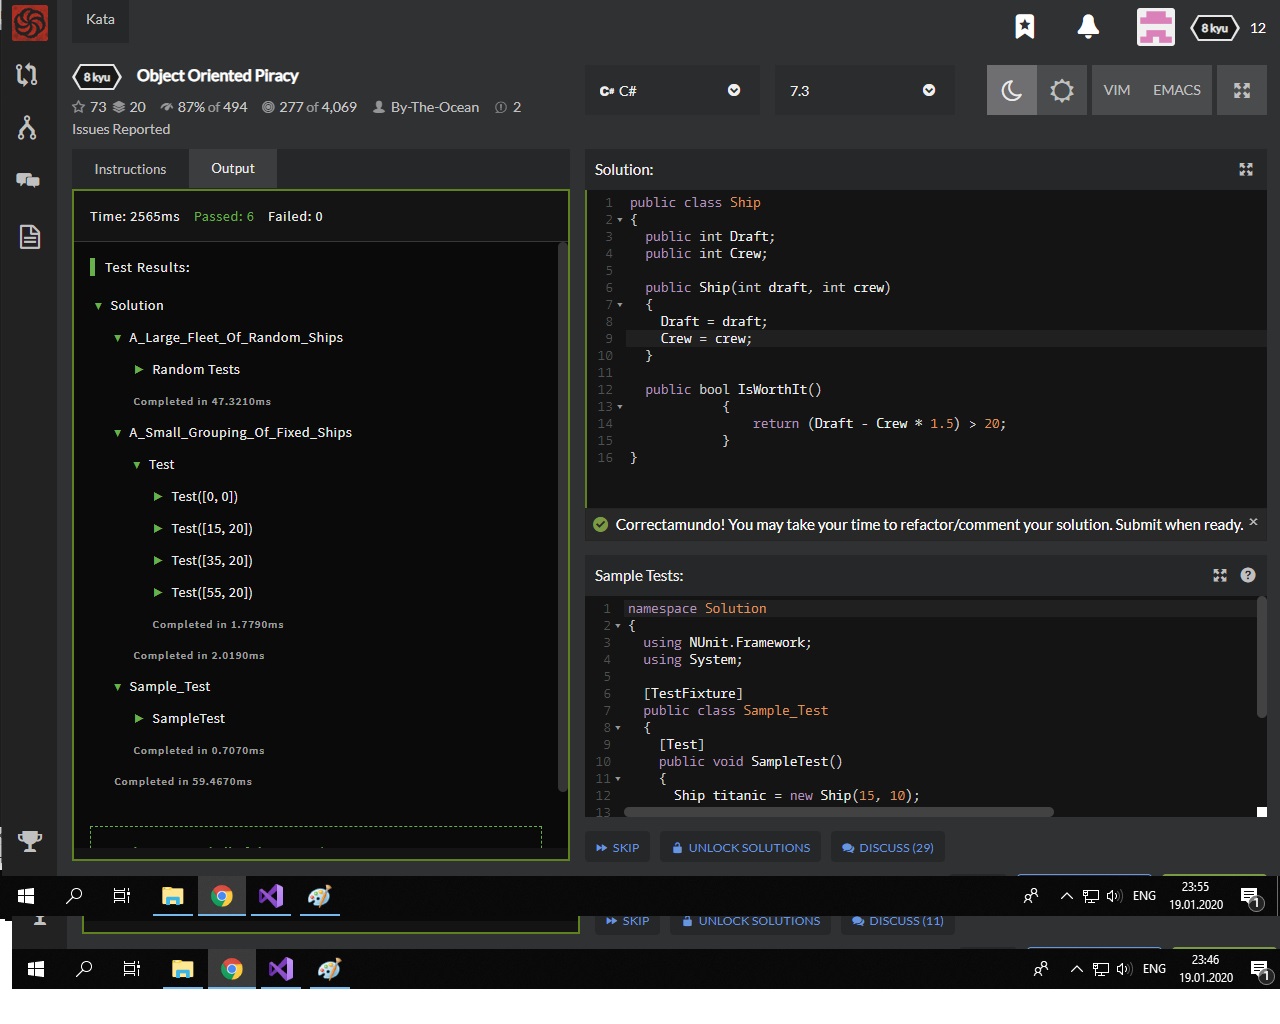 Kata
8 kyu
12
8 kyu Object Oriented Piracy
73 20 87% of 494 277 of 4,069 By-The-Ocean 2
Issues Reported
C# C#
7.3
VIM EMACS
Instructions Output
Time: 2565ms Passed: 6 Failed: 0
Test Results:
Solution
A_Large_Fleet_Of_Random_Ships
Random Tests
Completed in 47.3210ms
A_Small_Grouping_Of_Fixed_Ships
Test
Test([0, 0])
Test([15, 20])
Test([35, 20])
Test([55, 20])
Completed in 1.7790ms
Completed in 2.0190ms
Sample_Test
SampleTest
Completed in 0.7070ms
Completed in 59.4670ms
Solution:
1 public class Ship
2 {
3 public int Draft;
4 public int Crew;
5
6 public Ship(int draft, int crew)
7 {
8 Draft = draft;
9 Crew = crew;
10 }
11
12 public bool IsWorthIt()
13 {
14 return (Draft - Crew * 1.5) > 20;
15 }
16 }
Correctamundo! You may take your time to refactor/comment your solution. Submit when ready. ×
Sample Tests:
?
1 namespace Solution
2 {
3 using NUnit.Framework;
4 using System;
5
6 [TestFixture]
7 public class Sample_Test
8 {
9 [Test]
10 public void SampleTest()
11 {
12 Ship titanic = new Ship(15, 10);
13
SKIP UNLOCK SOLUTIONS DISCUSS (29)
ENG
23:55
19.01.2020
1
SKIP UNLOCK SOLUTIONS DISCUSS (11)
ENG
23:46
19.01.2020
1